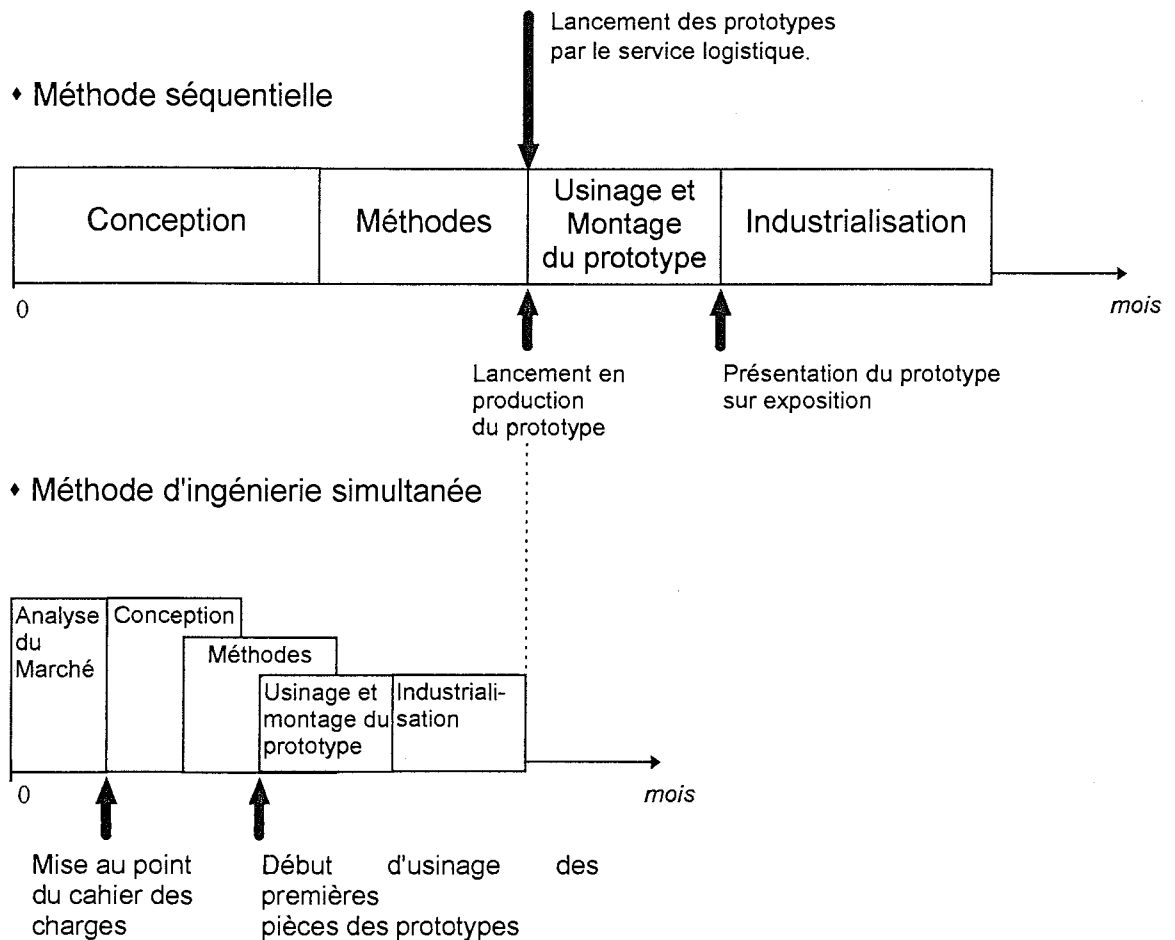 Lancement des prototypes
par le service logistique.
♦ Méthode séquentielle
Conception
Méthodes
Usinage et
Montage
du prototype
Industrialisation
0
mois
Lancement en
production
du prototype
Présentation du prototype
sur exposition
♦ Méthode d'ingénierie simultanée
Analyse
du
Marché
Conception
Méthodes
Usinage et
montage du
prototype
Industriali-
sation
0
mois
Mise au point
du cahier des
charges
Début d'usinage des
premières
pièces des prototypes